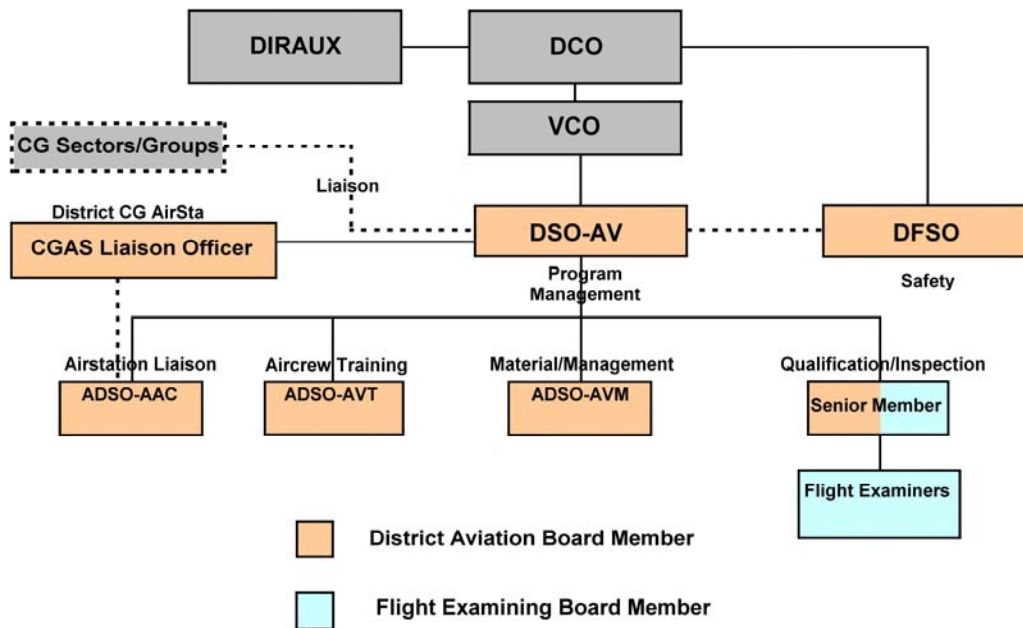 DIRAUX
DCO
VCO
CG Sectors/Groups
Liaison
District CG AirSta
CGAS Liaison Officer
DSO-AV
DFSO
Program
Management
Safety
Airstation Liaison
Aircrew Training
Material/Management
Qualification/Inspection
ADSO-AAC
ADSO-AVT
ADSO-AVM
Senior Member
Flight Examiners
District Aviation Board Member
Flight Examining Board Member